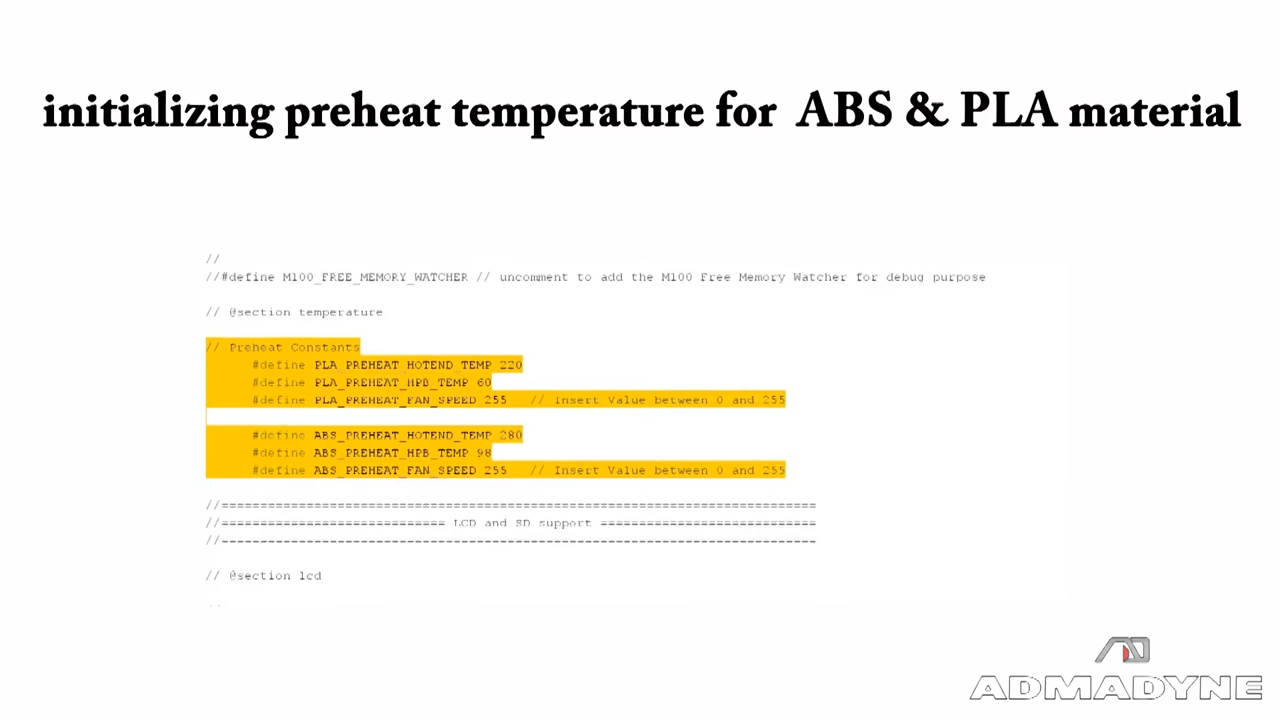 initializing preheat temperature for ABS & PLA material
//
//#define M100_FREE_MEMORY_WATCHER // uncomment to add the M100 Free Memory Watcher for debug purpose
// @section temperature
// Preheat Constants
#define PLA_PREHEAT_HOTEND_TEMP 220
#define PLA_PREHEAT_HPB_TEMP 60
#define PLA_PREHEAT_FAN_SPEED 255 // Insert Value between 0 and 255
#define ABS_PREHEAT_HOTEND_TEMP 280
#define ABS_PREHEAT_HPB_TEMP 98
#define ABS_PREHEAT_FAN_SPEED 255 // Insert Value between 0 and 255
//=============================================================================
//============================= LCD and SD support ============================
//=============================================================================
// @section lcd
ADMADYNE